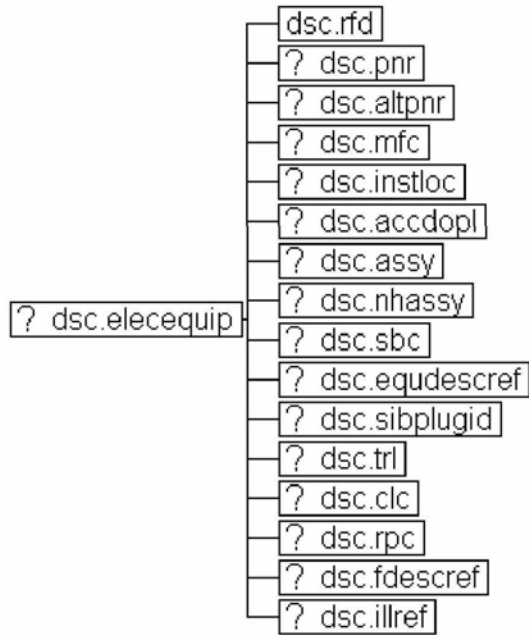 dsc.rfd
? dsc.pnr
? dsc.altpnr
? dsc.mfc
? dsc.instloc
? dsc.accdopl
? dsc.assy
? dsc.nhassy
? dsc.elecequip
? dsc.sbc
? dsc.equdescref
? dsc.sibplugid
? dsc.trl
? dsc.clc
? dsc.rpc
? dsc.fdescref
? dsc.illref